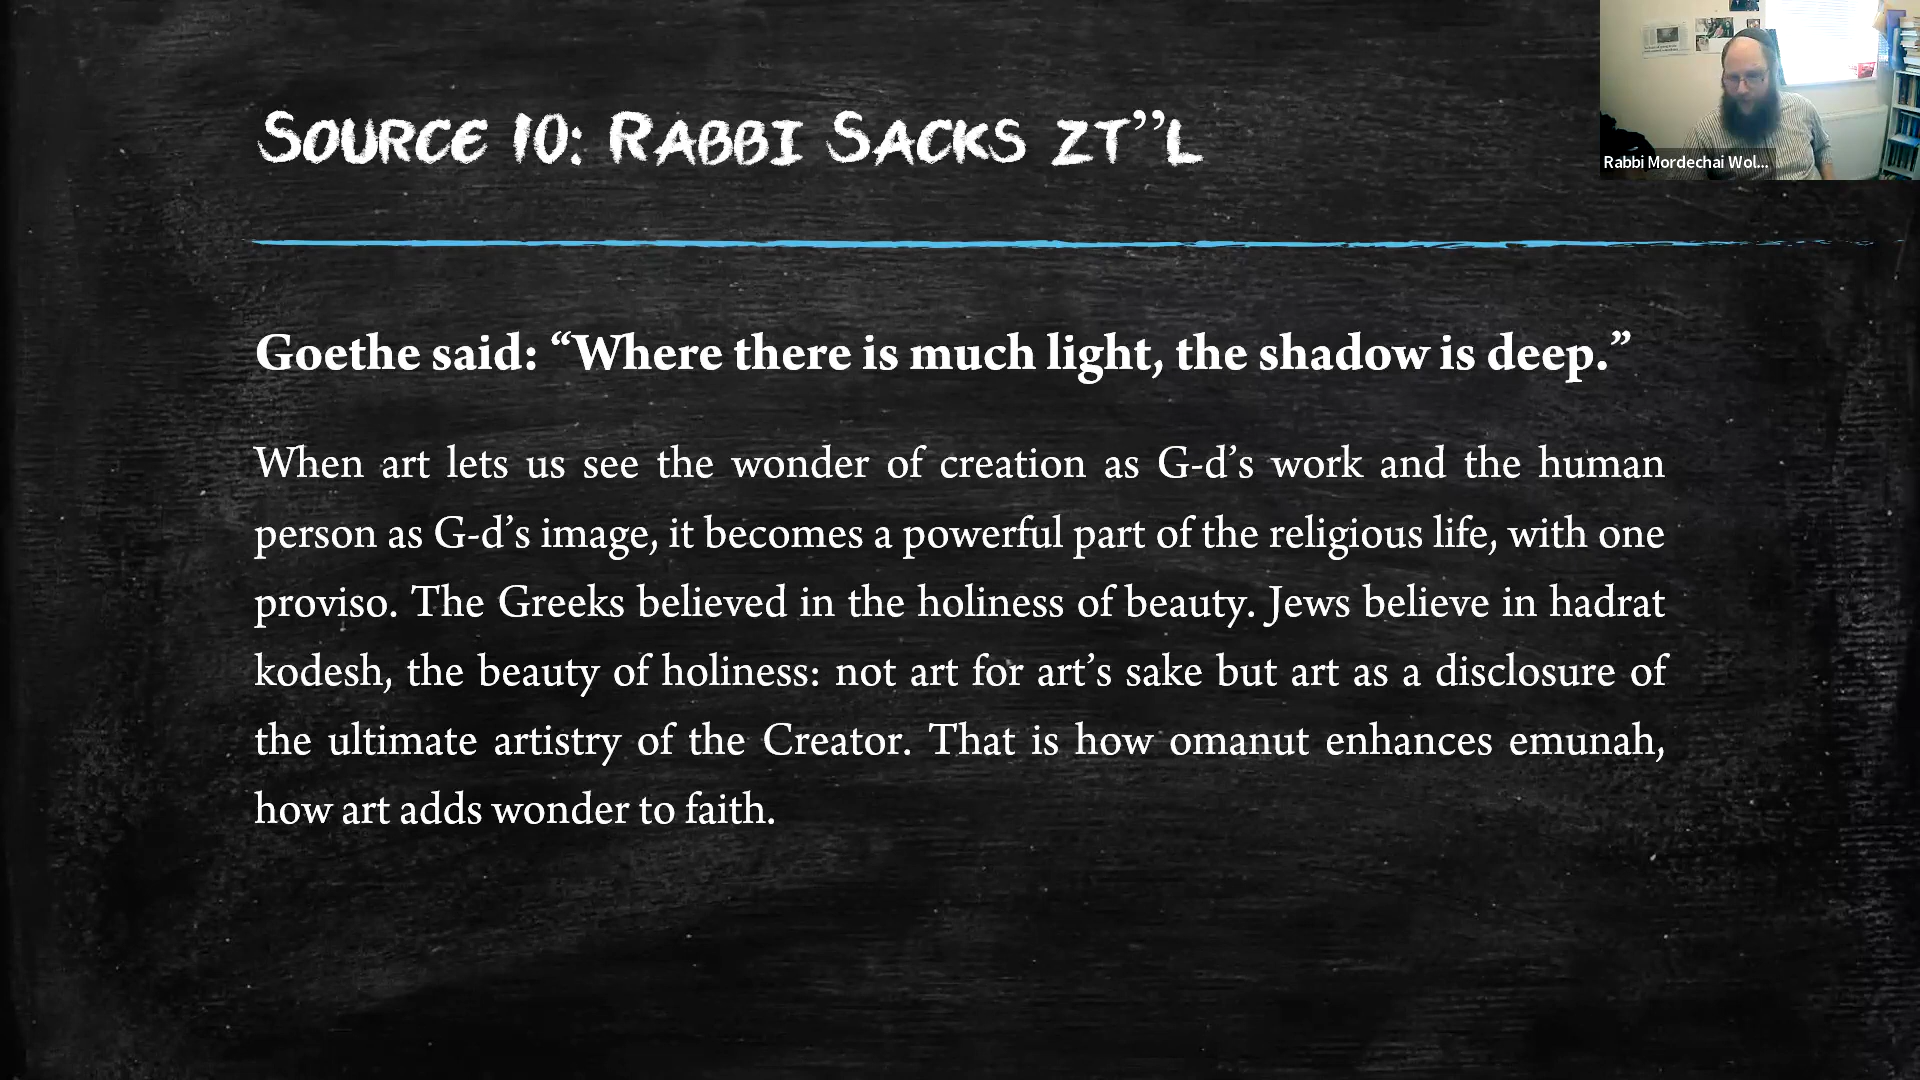 Source 10: Rabbi Sacks zt”l
Rabbi Mordechai Wol...
Goethe said: “Where there is much light, the shadow is deep.”
When art lets us see the wonder of creation as G-d’s work and the human
person as G-d’s image, it becomes a powerful part of the religious life, with one
proviso. The Greeks believed in the holiness of beauty. Jews believe in hadrat
kodesh, the beauty of holiness: not art for art’s sake but art as a disclosure of
the ultimate artistry of the Creator. That is how omanut enhances emunah,
how art adds wonder to faith.